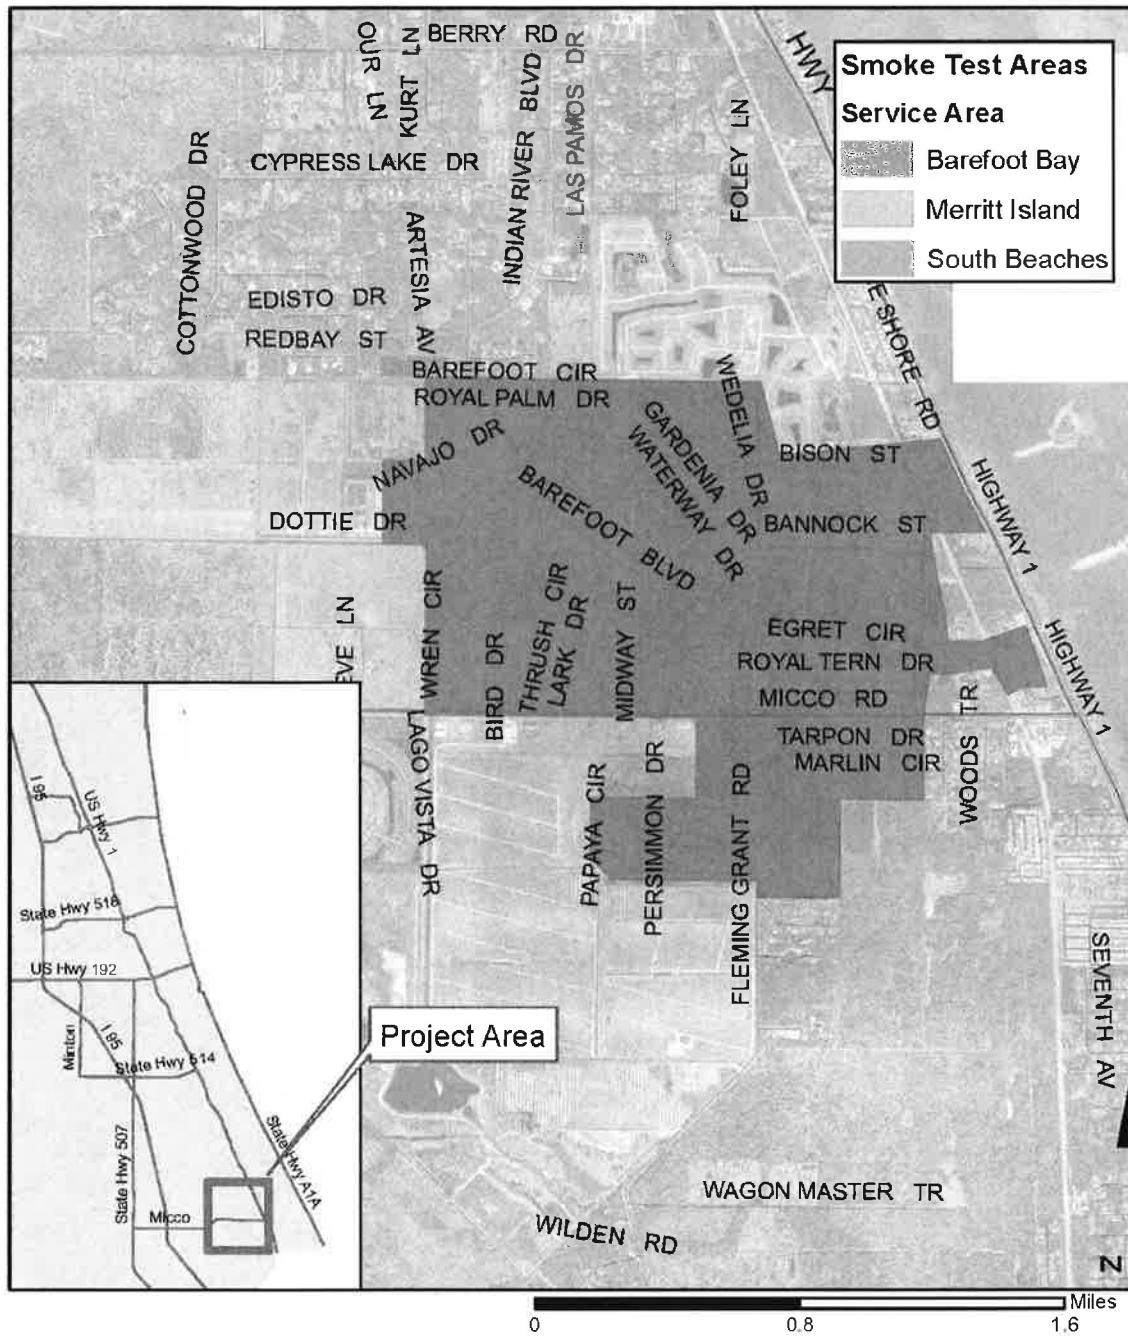 OUR LN
KURT LN
BERRY RD
INDIAN RIVER BLVD
LAS PAMOS DR
FOLEY LN
HWY
Smoke Test Areas
Service Area
Barefoot Bay
Merritt Island
South Beaches
COTTONWOOD DR
CYPRESS LAKE DR
ARTESIA AV
EDISTO DR
REDBAY ST
E SHORE RD
BAREFOOT CIR
ROYAL PALM DR
WEDELIA DR
GARDENIA DR
WATERWAY DR
NAVAJO DR
BISON ST
BAREFOOT BLVD
HIGHWAY 1
DOTTIE DR
BANNOCK ST
EVE LN
WREN CIR
BIRD DR
THRUSH CIR
LARK DR
MIDWAY ST
EGRET CIR
ROYAL TERN DR
HIGHWAY 1
MICCO RD
LAGO VISTA DR
TARPON DR
MARLIN CIR
WOODS TR
PAPAYA CIR
PERSIMMON DR
FLEMING GRANT RD
SEVENTH AV
I 95
US Hwy 1
State Hwy 518
US Hwy 192
Minton
I 95
State Hwy 514
Project Area
State Hwy 507
State Hwy A1A
Micco
WAGON MASTER TR
WILDEN RD
Z
Miles
0 0.8 1.6